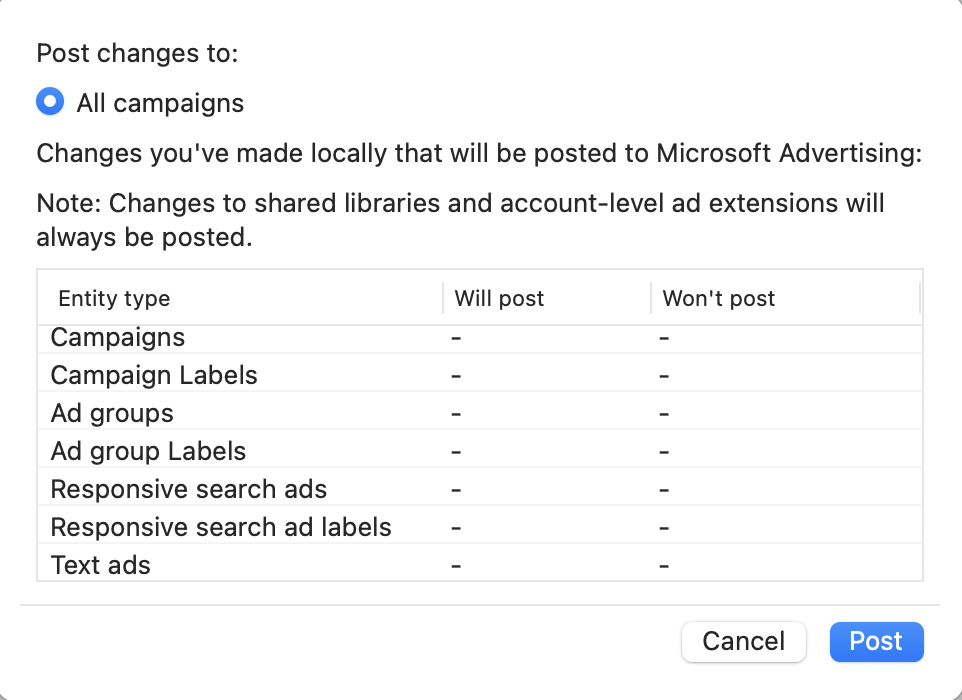 Post changes to:
All campaigns
Changes you've made locally that will be posted to Microsoft Advertising:
Note: Changes to shared libraries and account-level ad extensions will
always be posted.
Entity type Will post Won't post
Campaigns - -
Campaign Labels - -
Ad groups - -
Ad group Labels - -
Responsive search ads - -
Responsive search ad labels - -
Text ads - -
Cancel Post